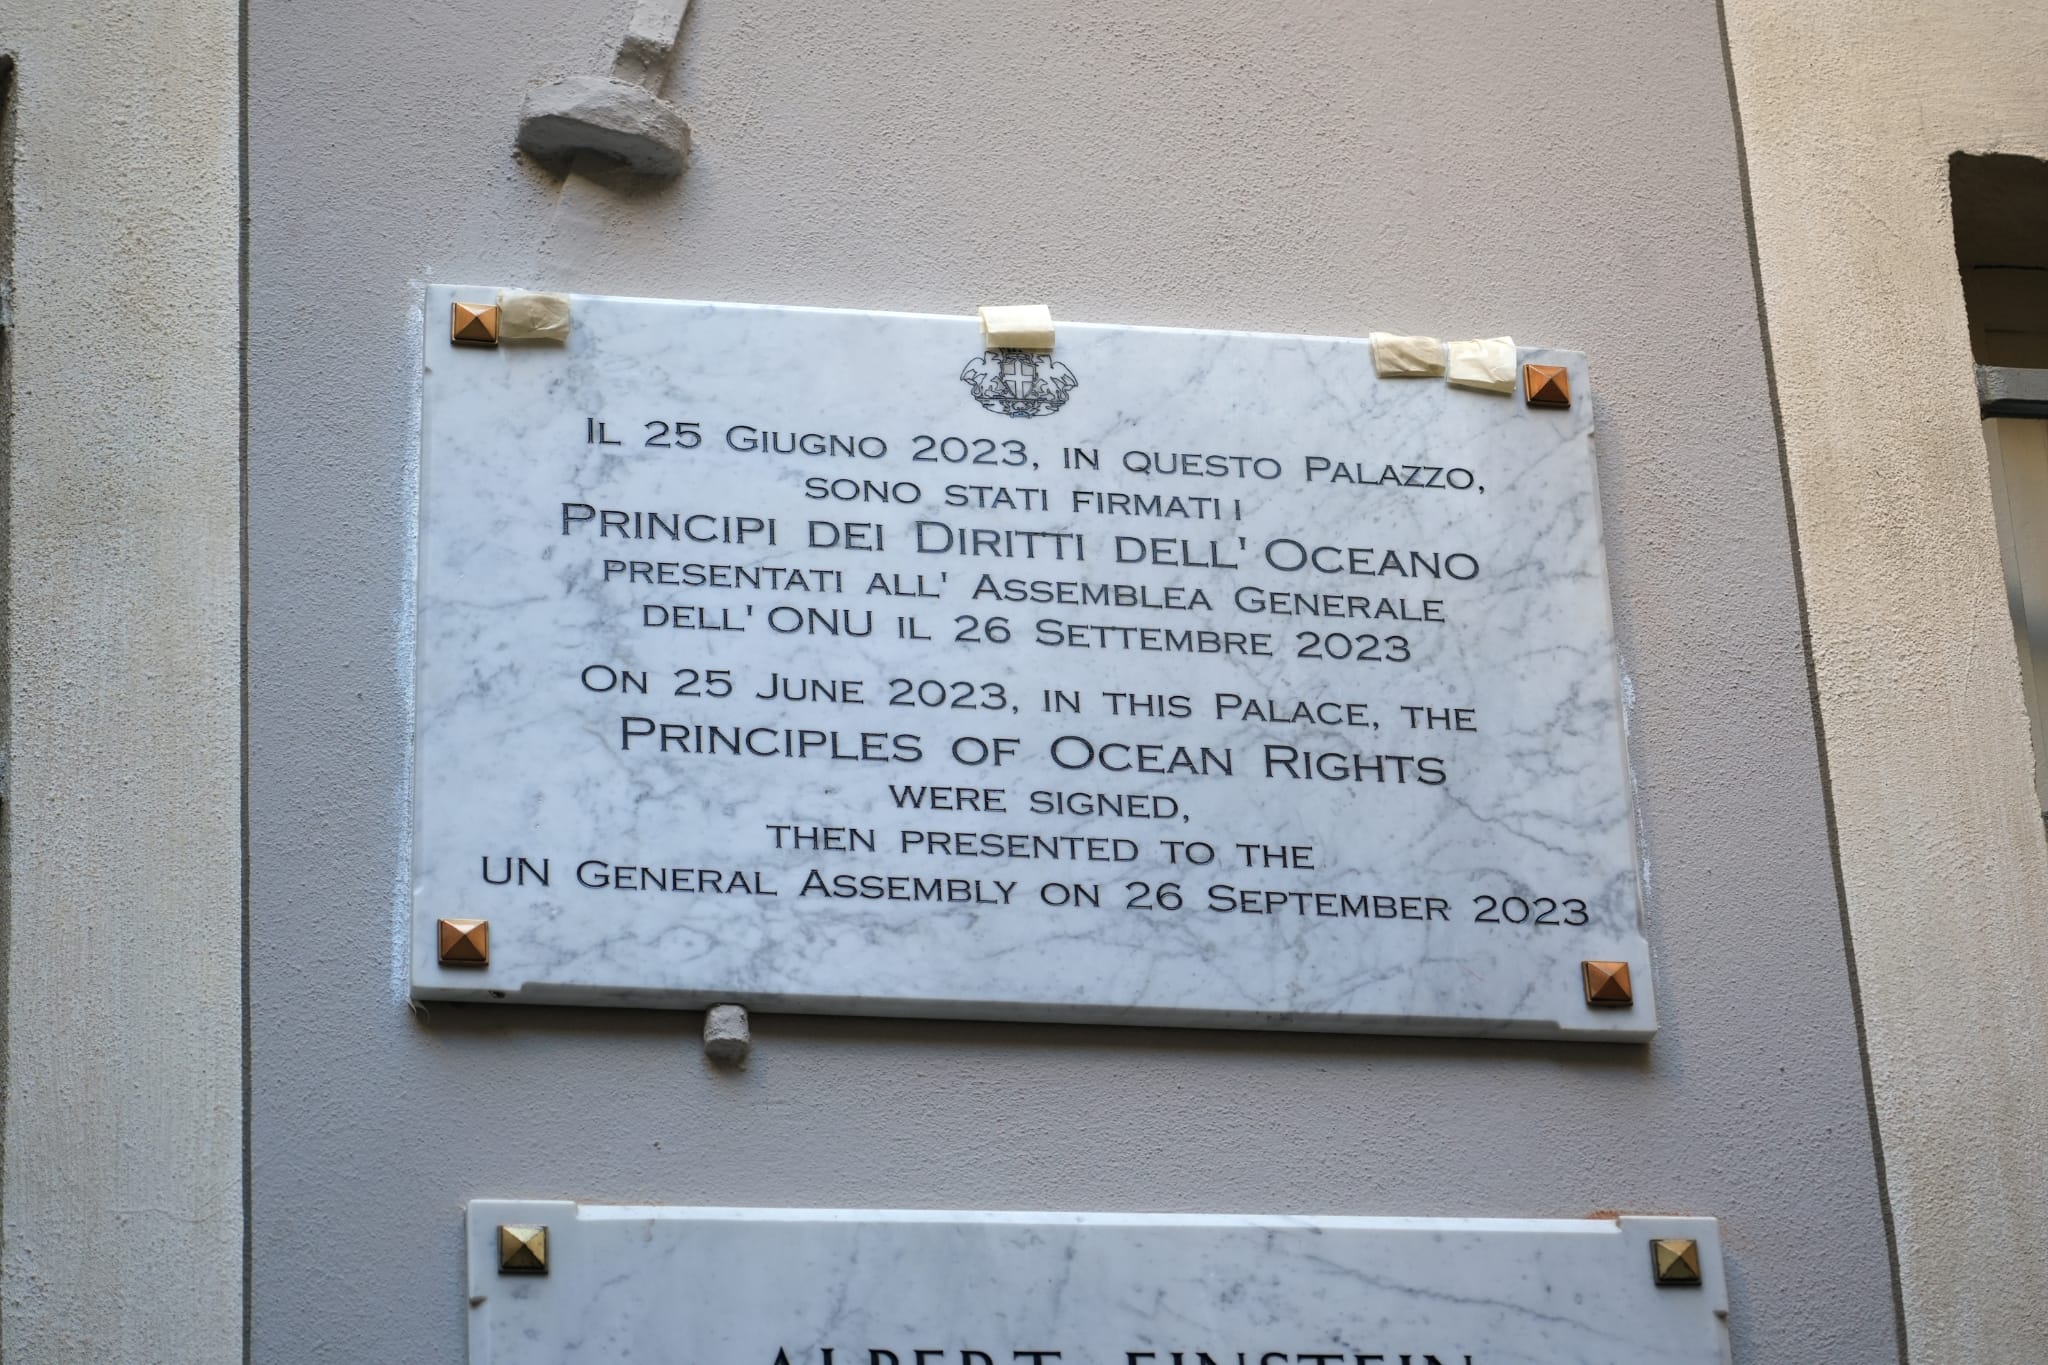 Il 25 Giugno 2023, in questo Palazzo,
sono stati firmati i
Principi dei Diritti dell' Oceano
presentati all' Assemblea Generale
dell' ONU il 26 Settembre 2023
On 25 June 2023, in this Palace, the
Principles of Ocean Rights
were signed,
then presented to the
UN General Assembly on 26 September 2023
ALBERT EINSTEIN